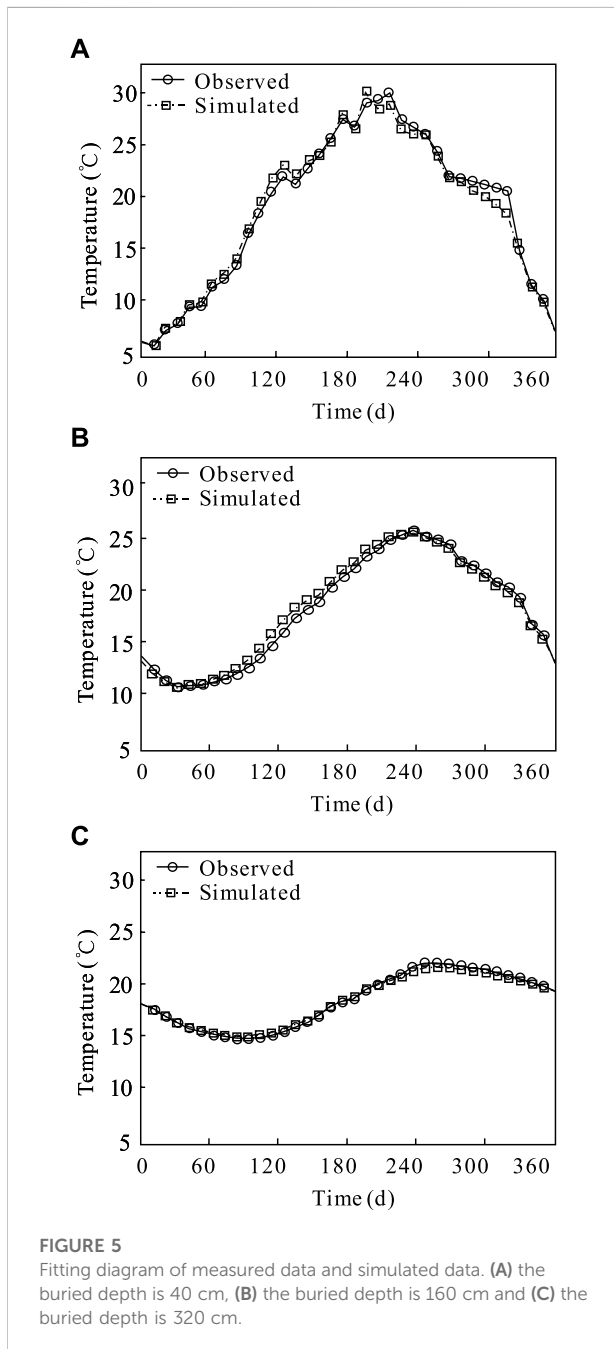 A
Observed
Simulated
30
25
20
15
10
5
Temperature (℃)
0 60 120 180 240 300 360
Time (d)
B
Observed
Simulated
30
25
20
15
10
5
Temperature (℃)
0 60 120 180 240 300 360
Time (d)
C
Observed
Simulated
30
25
20
15
10
5
Temperature (℃)
0 60 120 180 240 300 360
Time (d)
FIGURE 5
Fitting diagram of measured data and simulated data. (A) the
buried depth is 40 cm, (B) the buried depth is 160 cm and (C) the
buried depth is 320 cm.